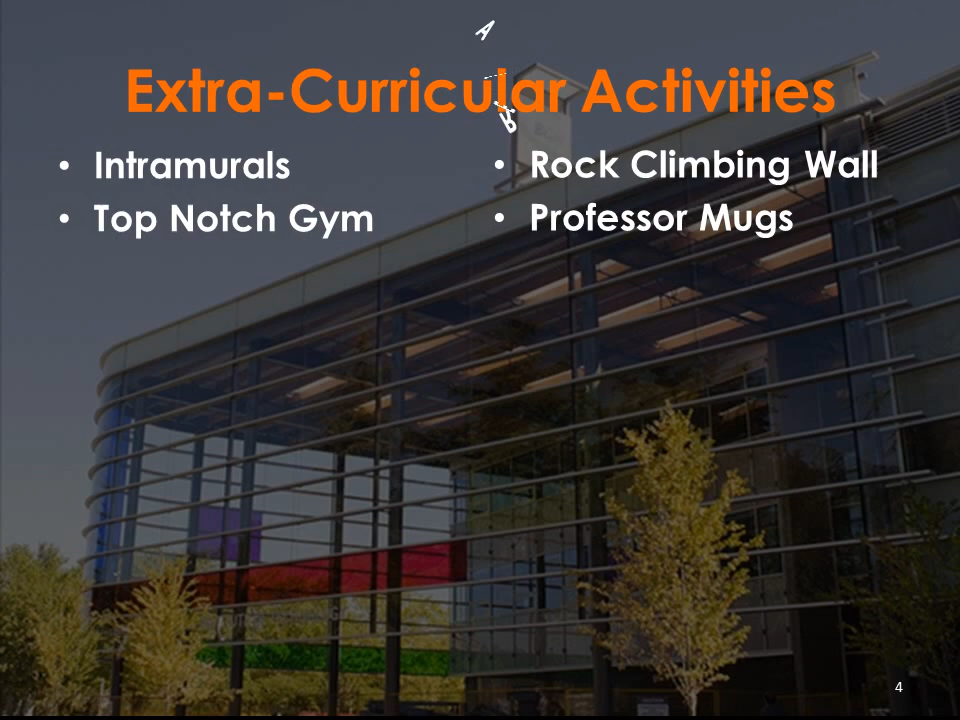 A
Extra-Curricular Activities
R
• Intramurals
• Top Notch Gym
• Rock Climbing Wall
• Professor Mugs
4